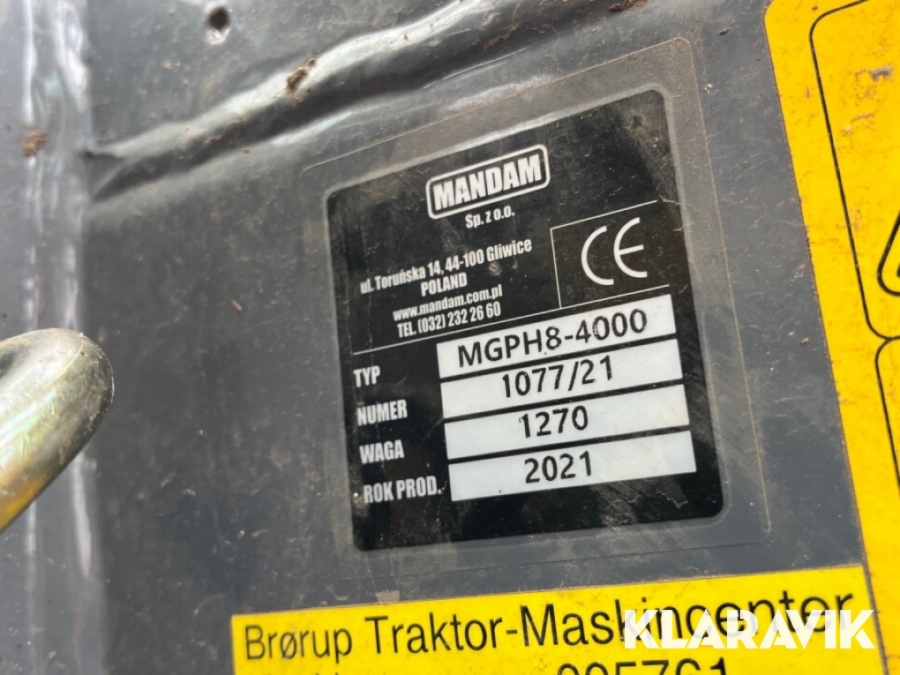 MANDAM
Sp. z o.o.
ul. Toruńska 14, 44-100 Gliwice
POLAND
www.mandam.com.pl
TEL. (032) 232 26 60
CE
TYP MGPH8-4000
NUMER 1077/21
WAGA 1270
ROK PROD. 2021
Brørup Traktor-Maskincenter
KLARAVIK